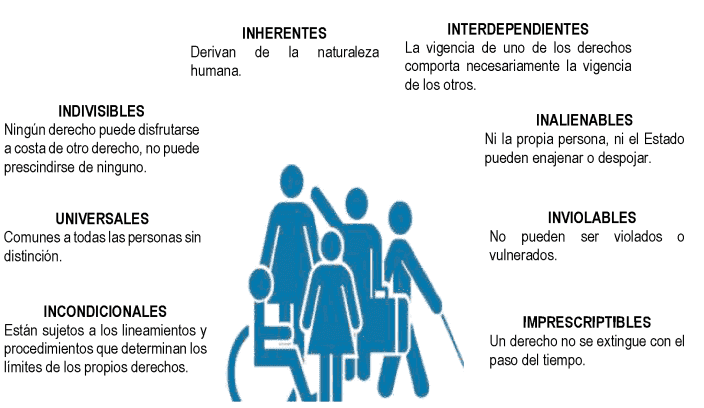 INHERENTES
Derivan de la naturaleza
humana.
INTERDEPENDIENTES
La vigencia de uno de los derechos
comporta necesariamente la vigencia
de los otros.
INDIVISIBLES
Ningún derecho puede disfrutarse
a costa de otro derecho, no puede
prescindirse de ninguno.
INALIENABLES
Ni la propia persona, ni el Estado
pueden enajenar o despojar.
UNIVERSALES
Comunes a todas las personas sin
distinción.
INVIOLABLES
No pueden ser violados o
vulnerados.
INCONDICIONALES
Están sujetos a los lineamientos y
procedimientos que determinan los
límites de los propios derechos.
IMPRESCRIPTIBLES
Un derecho no se extingue con el
paso del tiempo.